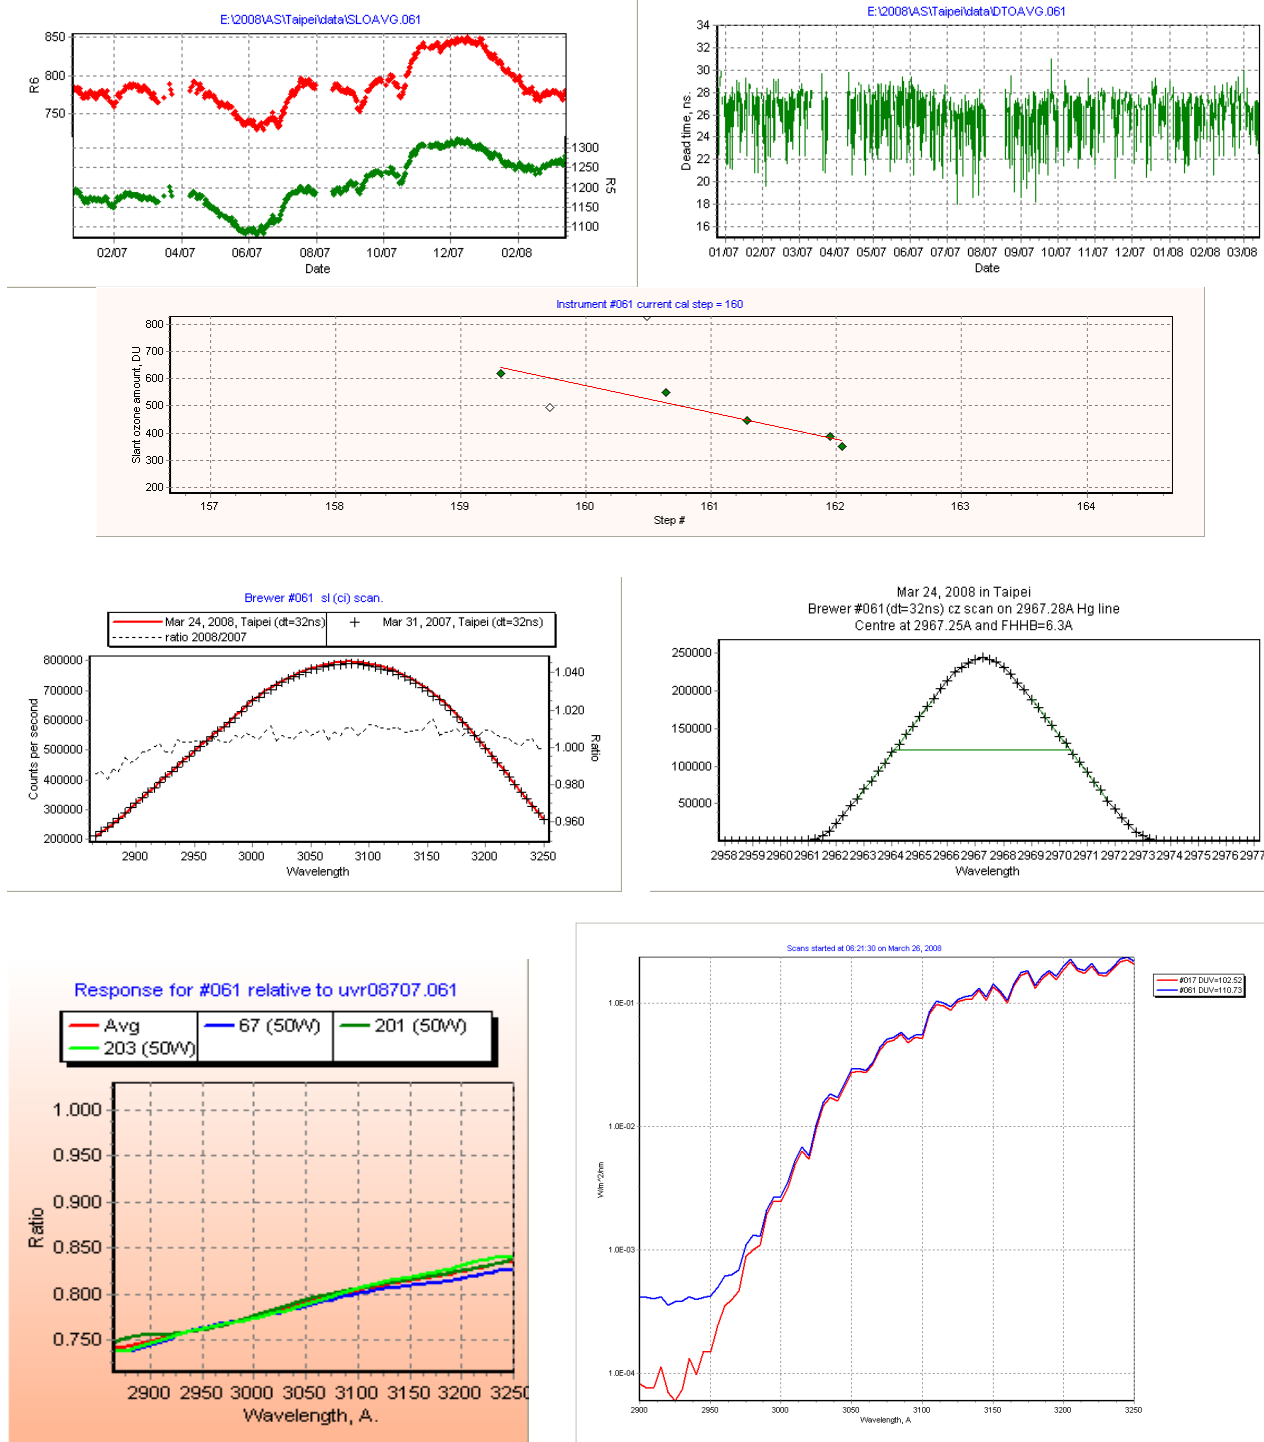 E:\2008\AS\Taipei\data\SLOAVG.061
850
800
750
R6
1300
1250
1200
1150
1100
R5
02/07 04/07 06/07 08/07 10/07 12/07 02/08
Date
E:\2008\AS\Taipei\data\DTOAVG.061
34
32
30
28
26
24
22
20
18
16
Dead time, ns.
01/07 02/07 03/07 04/07 05/07 06/07 07/07 08/07 09/07 10/07 11/07 12/07 01/08 02/08 03/08
Date
Instrument #061 current cal step = 160
800
700
600
500
400
300
200
Slant ozone amount, DU
157 158 159 160 161 162 163 164
Step #
Brewer #061 sl (ci) scan.
Mar 24, 2008, Taipei (dt=32ns)
Mar 31, 2007, Taipei (dt=32ns)
ratio 2008/2007
800000
700000
600000
500000
400000
300000
200000
Counts per second
1.040
1.020
1.000
0.980
0.960
Ratio
2900 2950 3000 3050 3100 3150 3200 3250
Wavelength
Mar 24, 2008 in Taipei
Brewer #061(dt=32ns) cz scan on 2967.28A Hg line
Centre at 2967.25A and FHHB=6.3A
250000
200000
150000
100000
50000
2958 2959 2960 2961 2962 2963 2964 2965 2966 2967 2968 2969 2970 2971 2972 2973 2974 2975 2976 2977
Wavelength
Response for #061 relative to uvr08707.061
Avg
67 (50W)
201 (50W)
203 (50W)
1.000
0.950
0.900
0.850
0.800
0.750
Ratio
2900 2950 3000 3050 3100 3150 3200 3250
Wavelength, A.
Scans started at 06:21:30 on March 26, 2008
#017 DUV=102.52
#061 DUV=110.73
1.0E-01
1.0E-02
1.0E-03
1.0E-04
W/m^2/nm
2900 2950 3000 3050 3100 3150 3200 3250
Wavelength, A